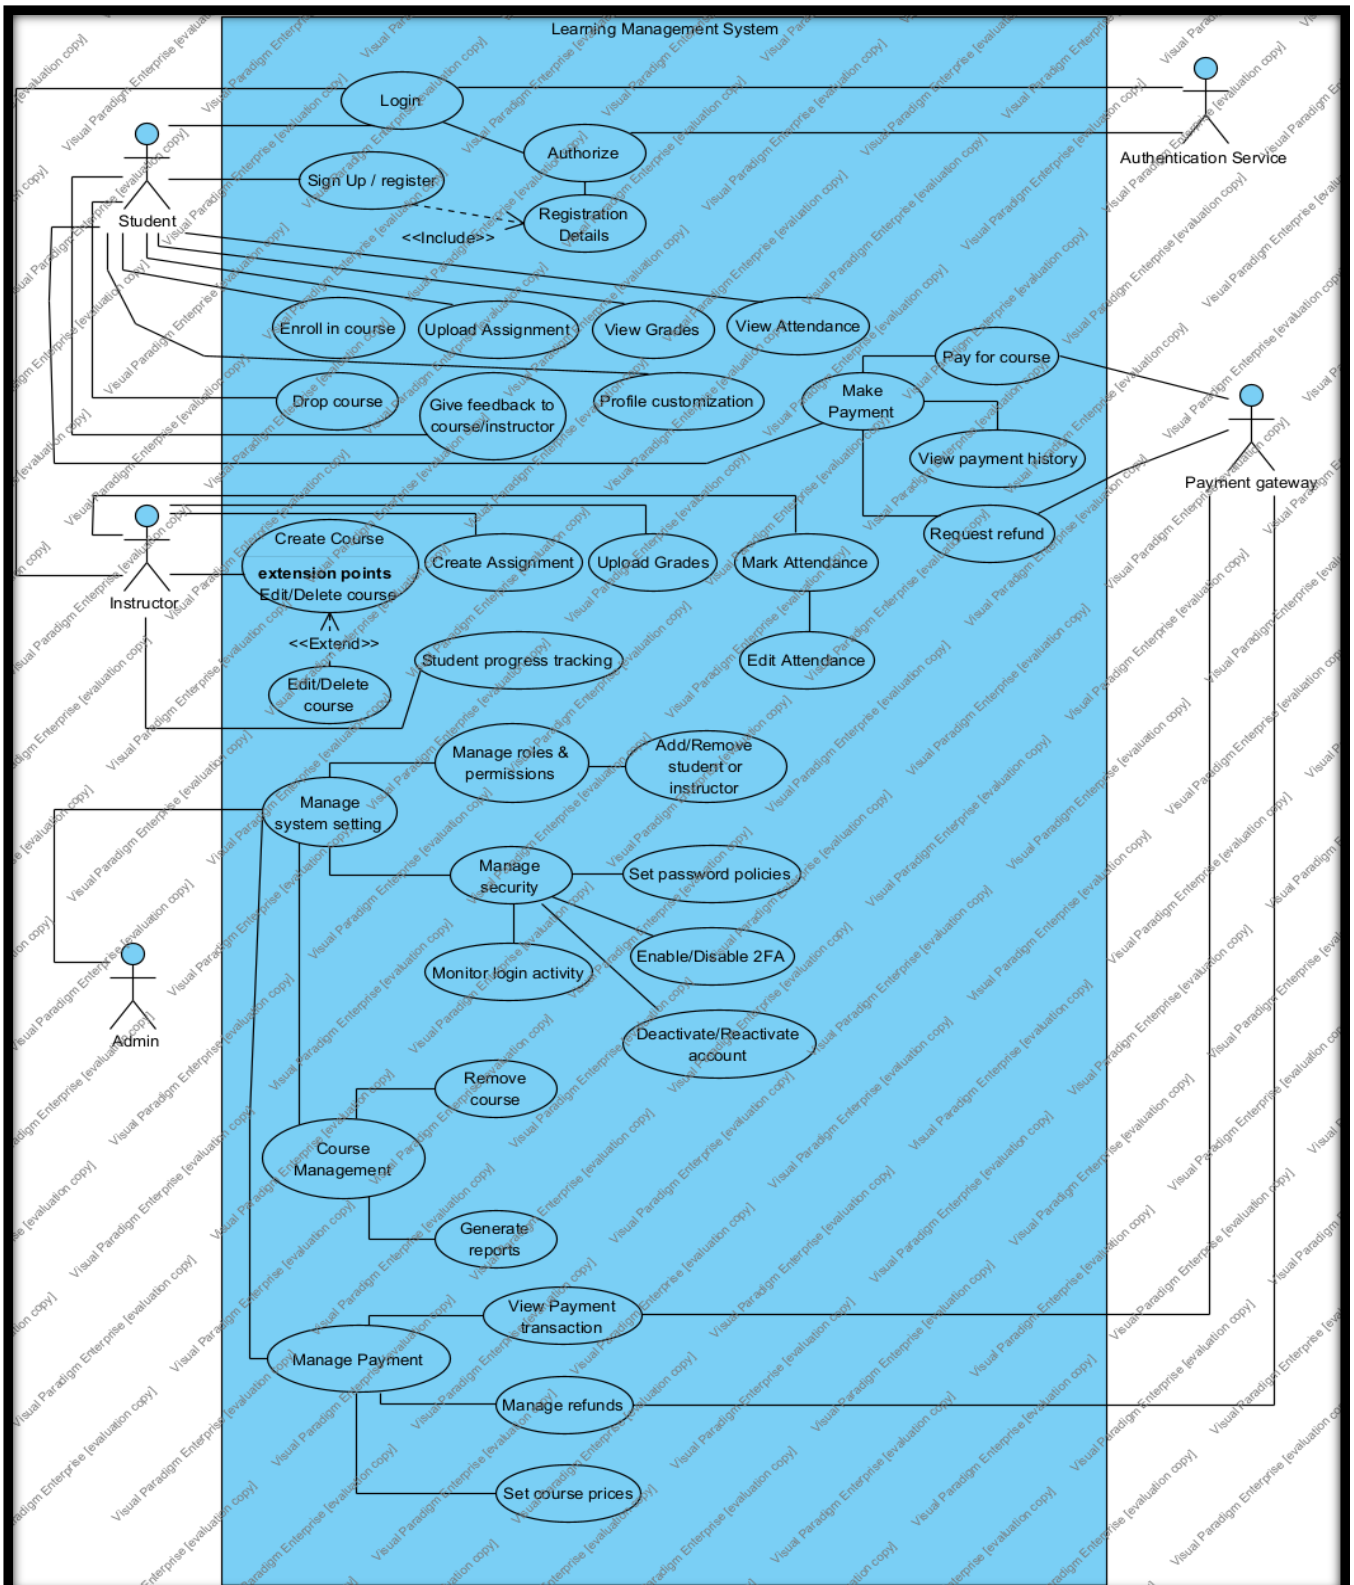 Learning Management System
Login
Authorize
Authentication Service
Sign Up / register
Student
Registration
Details
<<Include>>
Enroll in course
Upload Assignment
View Grades
View Attendance
Pay for course
Drop course
Give feedback to
course/instructor
Profile customization
Make
Payment
View payment history
Payment gateway
Request refund
Create Course
extension points
Edit/Delete course
Create Assignment
Upload Grades
Mark Attendance
Instructor
<<Extend>>
Student progress tracking
Edit Attendance
Edit/Delete
course
Manage roles &
permissions
Add/Remove
student or
instructor
Manage
system setting
Manage
security
Set password policies
Monitor login activity
Enable/Disable 2FA
Admin
Deactivate/Reactivate
account
Remove
course
Course
Management
Generate
reports
View Payment
transaction
Manage Payment
Manage refunds
Set course prices
Visual Paradigm Enterprise [evaluation copy]